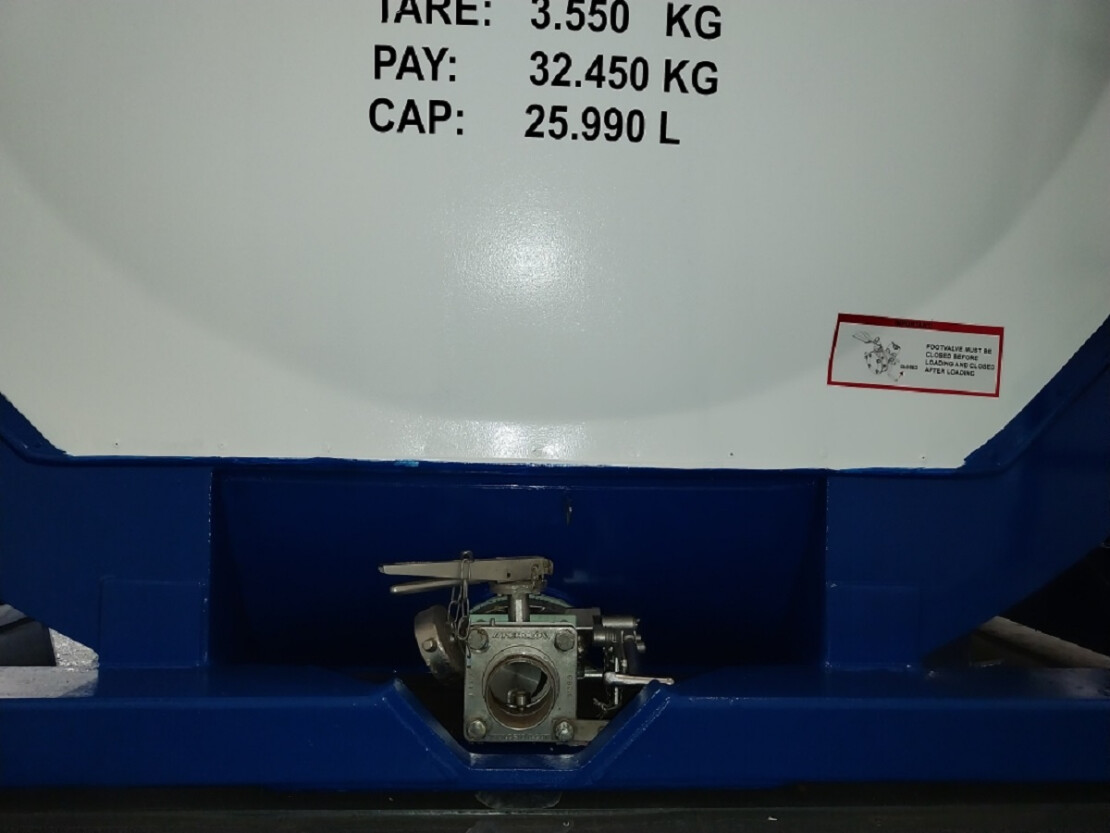 TARE: 3.550 KG
PAY: 32.450 KG
CAP: 25.990 L
FOOTVALVE MUST BE
CLOSED BEFORE
LOADING AND CLOSED
AFTER LOADING
CLOSED